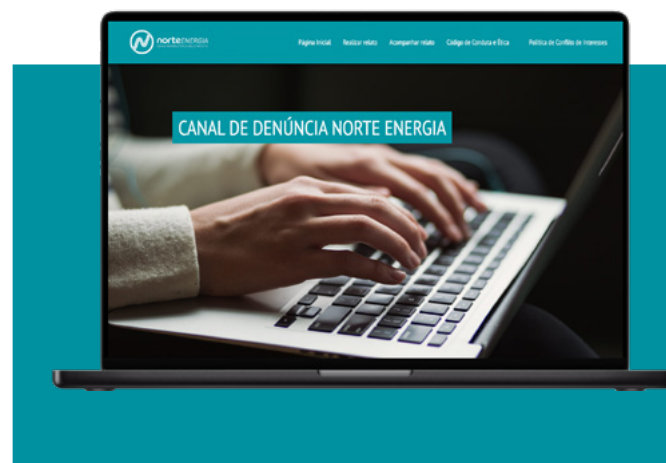 norteENERGIA
Página Inicial Realizar relato Acompanhar relato Código de Conduta e Ética Política de Conflito de Interesses
CANAL DE DENÚNCIA NORTE ENERGIA